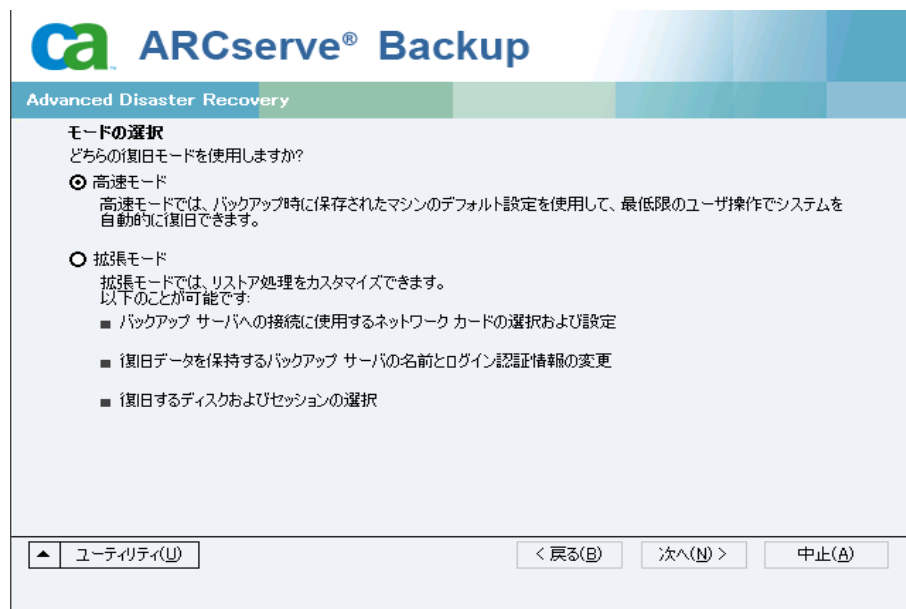 ca ARCserve® Backup
Advanced Disaster Recovery
モードの選択
どちらの復旧モードを使用しますか?
高速モード
高速モードでは、バックアップ時に保存されたマシンのデフォルト設定を使用して、最低限のユーザ操作でシステムを
自動的に復旧できます。
拡張モード
拡張モードでは、リストア処理をカスタマイズできます。
以下のことが可能です:
バックアップ サーバへの接続に使用するネットワーク カードの選択および設定
復旧データを保持するバックアップ サーバの名前とログイン認証情報の変更
復旧するディスクおよびセッションの選択
ユーティリティ(U)
< 戻る(B)
次へ(N) >
中止(A)